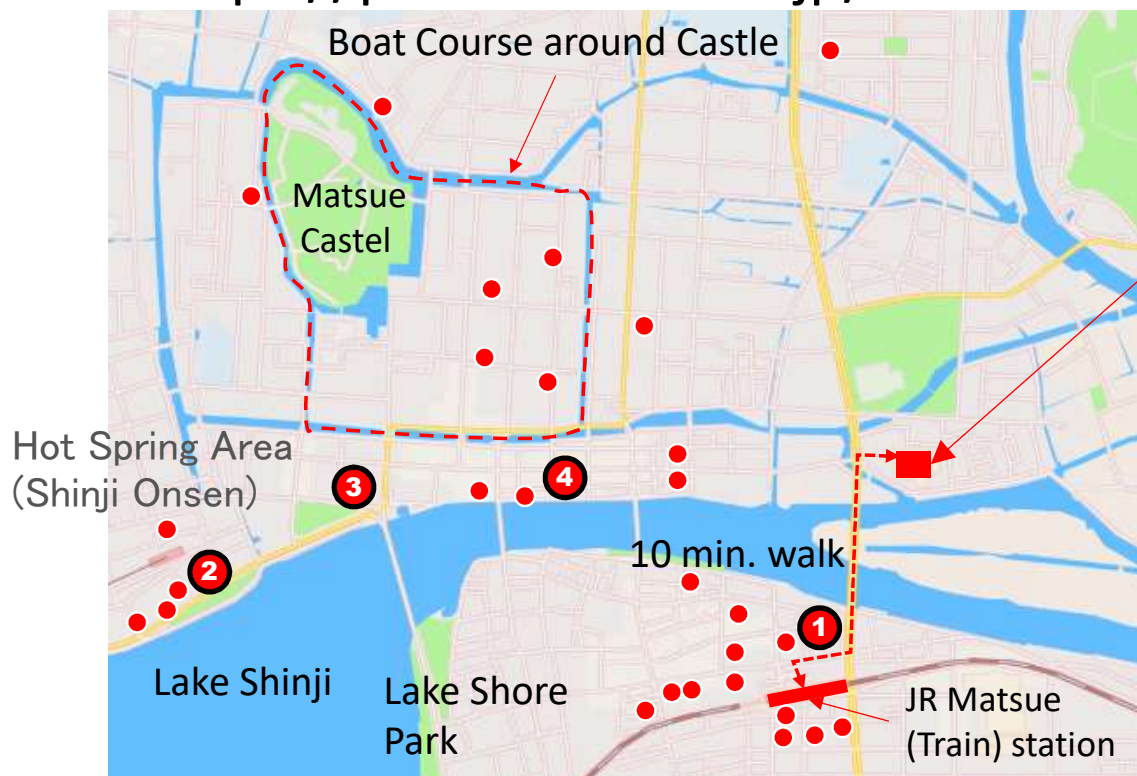 Boat Course around Castle
Matsue
Castel
Hot Spring Area
(Shinji Onsen)
3
4
2
10 min. walk
1
Lake Shinji
Lake Shore
Park
JR Matsue
(Train) station